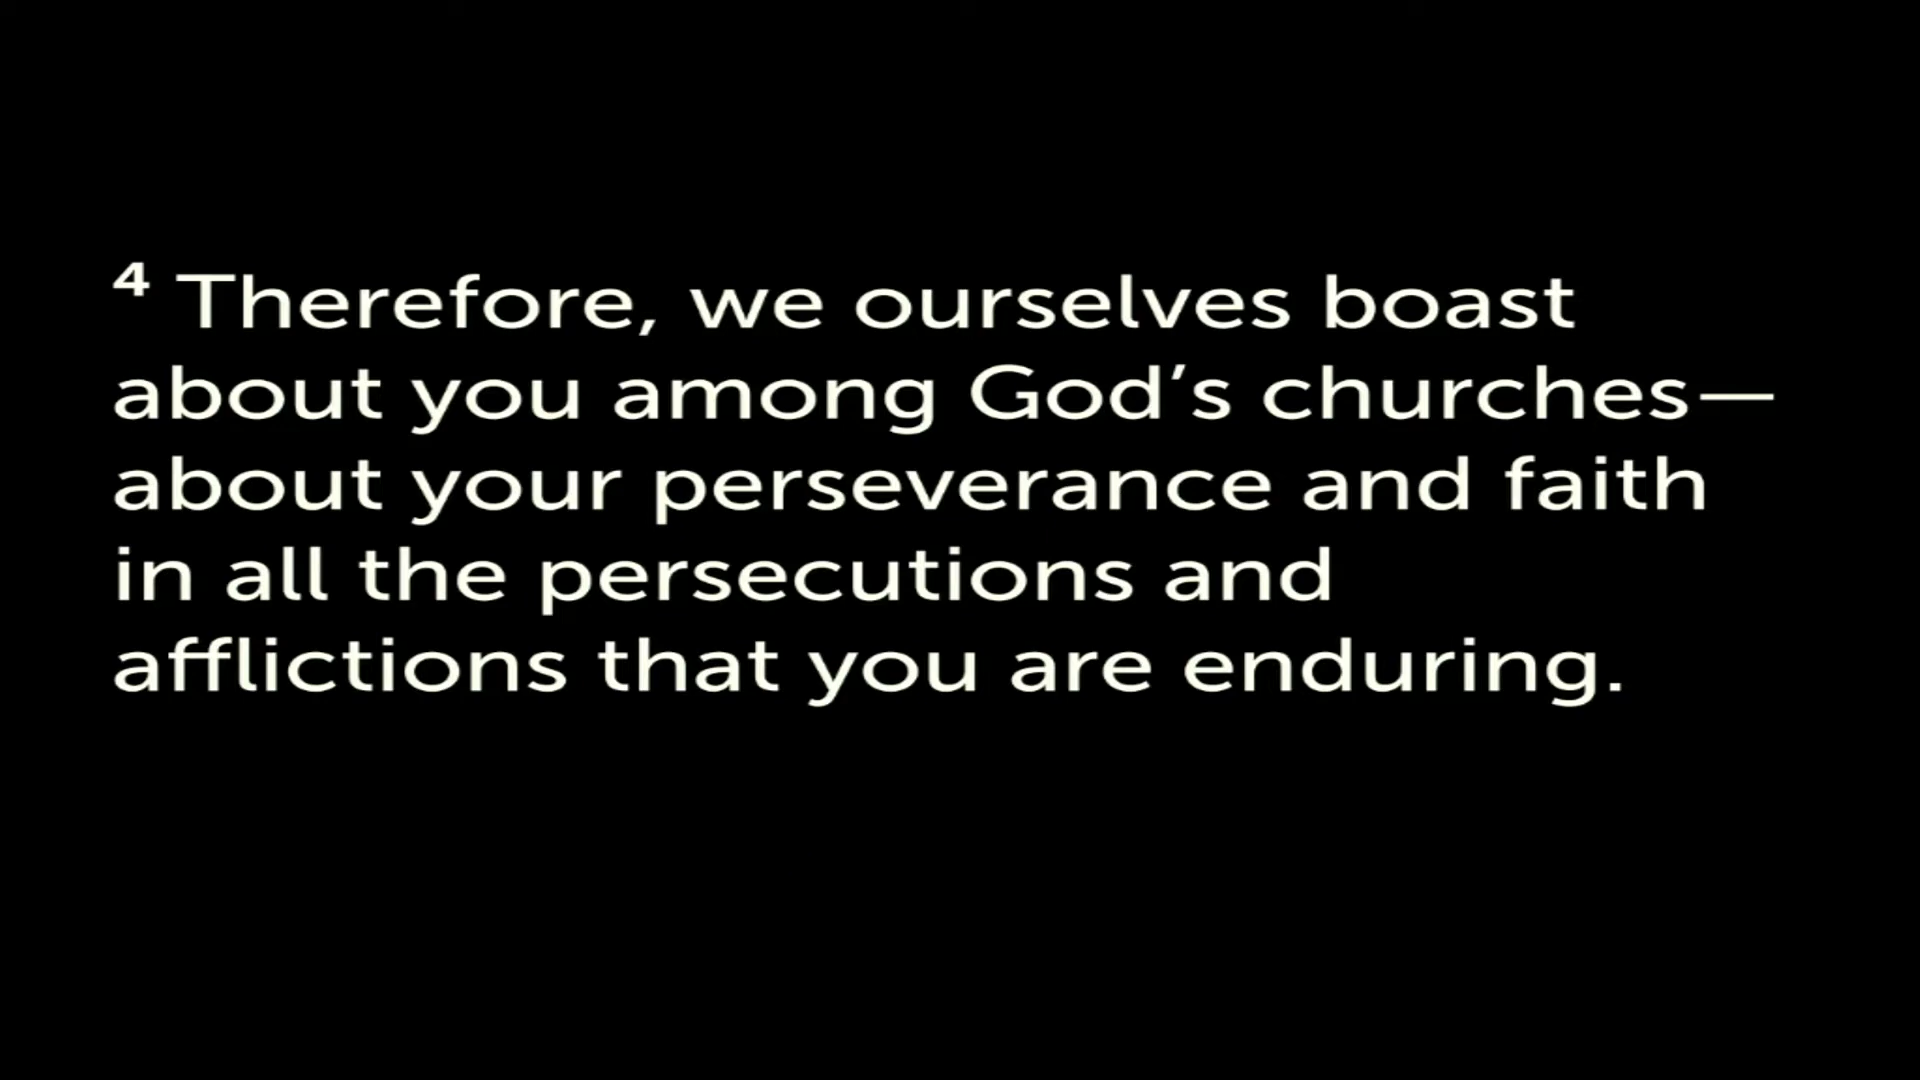 ⁴ Therefore, we ourselves boast
about you among God’s churches—
about your perseverance and faith
in all the persecutions and
afflictions that you are enduring.